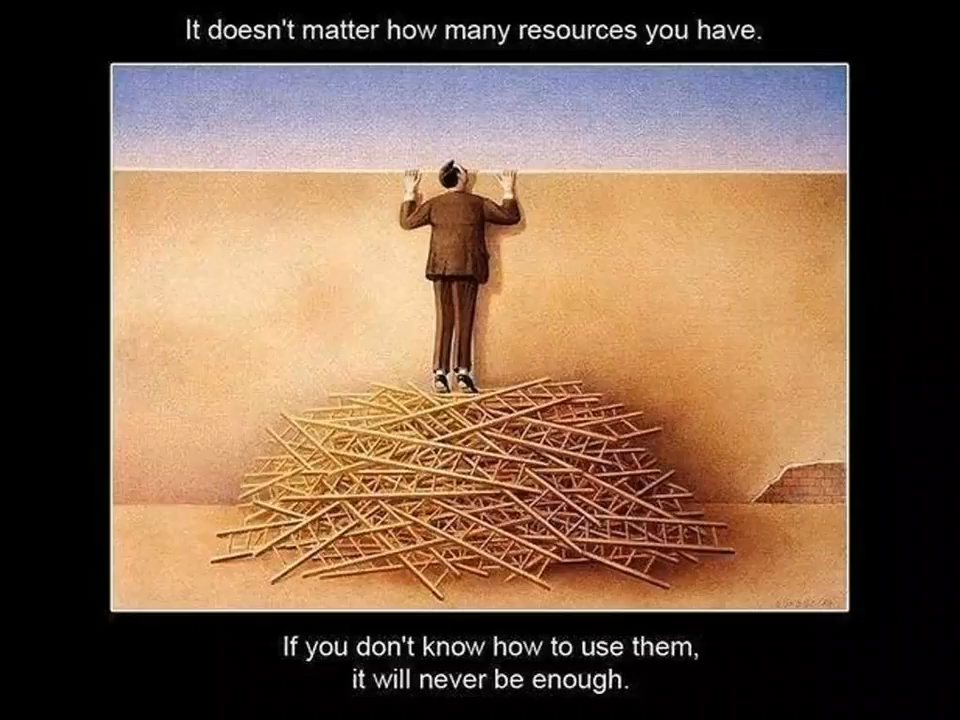 It doesn't matter how many resources you have.
If you don't know how to use them,
it will never be enough.